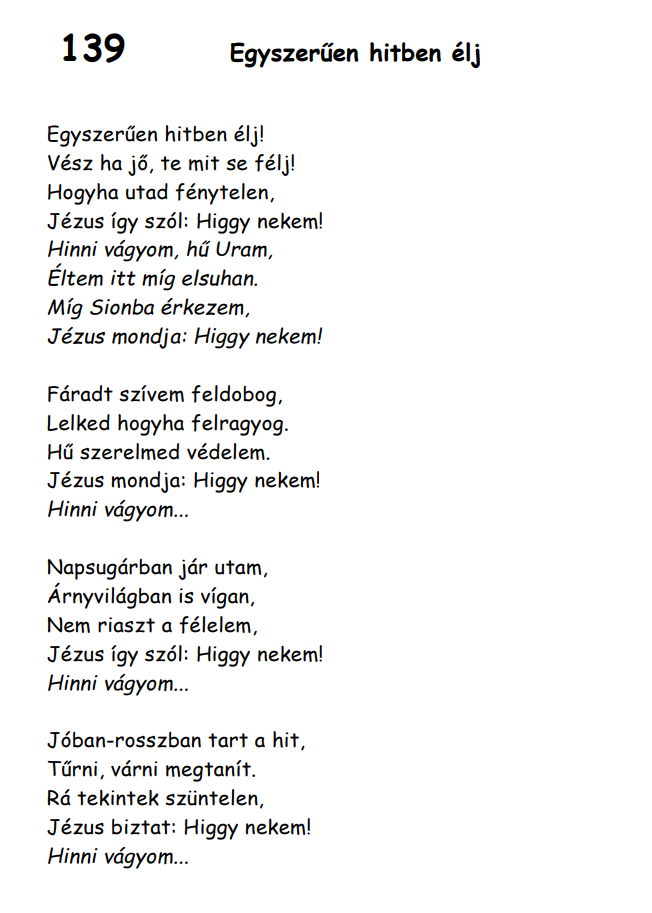 139 Egyszerűen hitben élj
Egyszerűen hitben élj!
Vész ha jő, te mit se félj!
Hogyha utad fénytelen,
Jézus így szól: Higgy nekem!
Hinni vágyom, hű Uram,
Éltem itt míg elsuhan.
Míg Sionba érkezem,
Jézus mondja: Higgy nekem!
Fáradt szívem feldobog,
Lelked hogyha felragyog.
Hű szerelmed védelem.
Jézus mondja: Higgy nekem!
Hinni vágyom...
Napsugárban jár utam,
Árnyvilágban is vígan,
Nem riaszt a félelem,
Jézus így szól: Higgy nekem!
Hinni vágyom...
Jóban-rosszban tart a hit,
Tűrni, várni megtanít.
Rá tekintek szüntelen,
Jézus biztat: Higgy nekem!
Hinni vágyom...